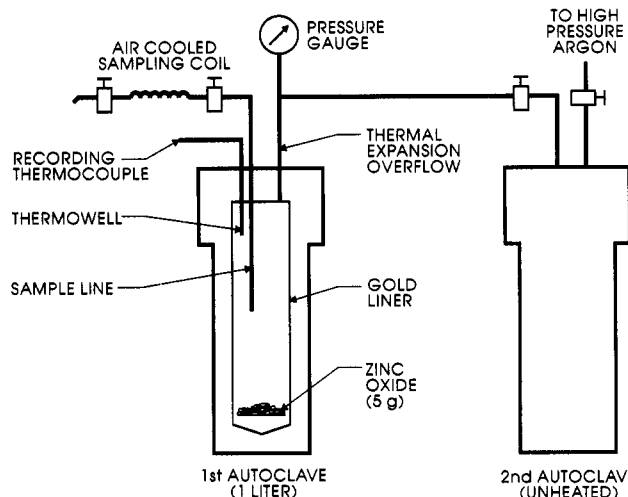 PRESSURE
GAUGE
TO HIGH
PRESSURE
ARGON
AIR COOLED
SAMPLING COIL
THERMAL
EXPANSION
OVERFLOW
RECORDING
THERMOCOUPLE
THERMOWELL
SAMPLE LINE
GOLD
LINER
ZINC
OXIDE
(5 g)
1st AUTOCLAVE
(1 LITER)
2nd AUTOCLAV
(UNHEATED)